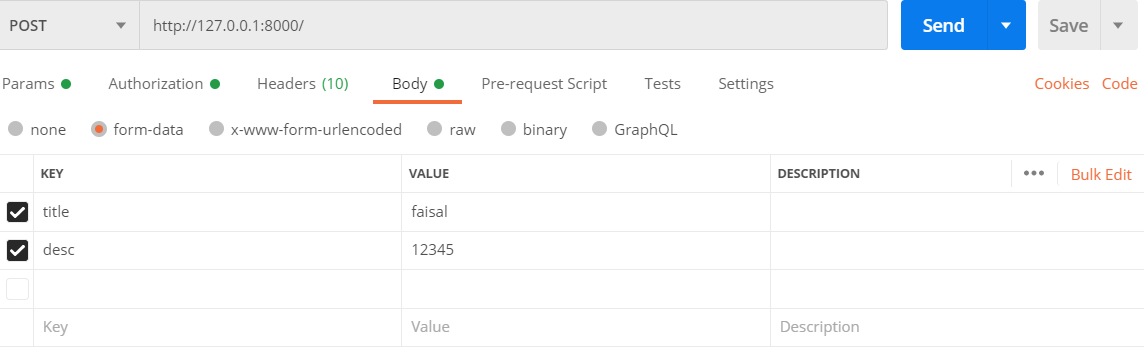 POST http://127.0.0.1:8000/ Send Save
Params Authorization Headers (10) Body Pre-request Script Tests Settings Cookies Code
none form-data x-www-form-urlencoded raw binary GraphQL
KEY VALUE DESCRIPTION ••• Bulk Edit
title faisal
desc 12345
Key Value Description